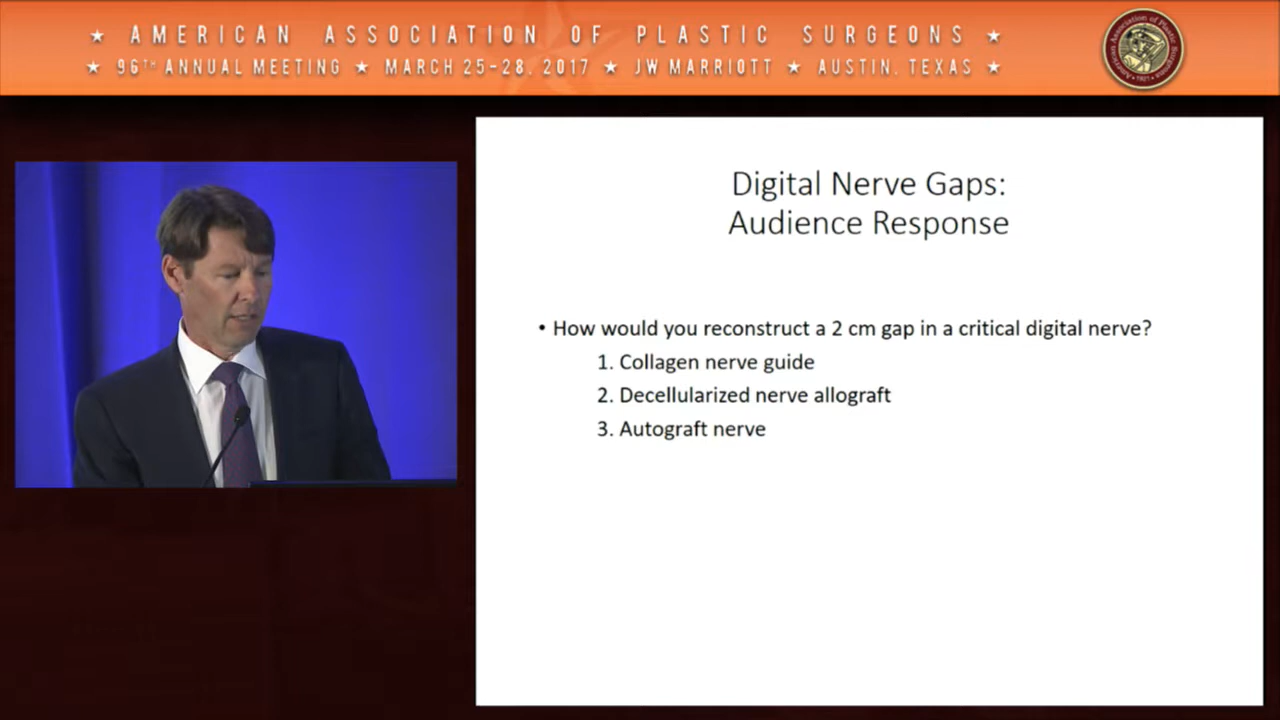 ★ AMERICAN ASSOCIATION OF PLASTIC SURGEONS ★
★ 96TH ANNUAL MEETING ★ MARCH 25-28, 2017 ★ JW MARRIOTT ★ AUSTIN, TEXAS ★
Digital Nerve Gaps:
Audience Response
• How would you reconstruct a 2 cm gap in a critical digital nerve?
1. Collagen nerve guide
2. Decellularized nerve allograft
3. Autograft nerve